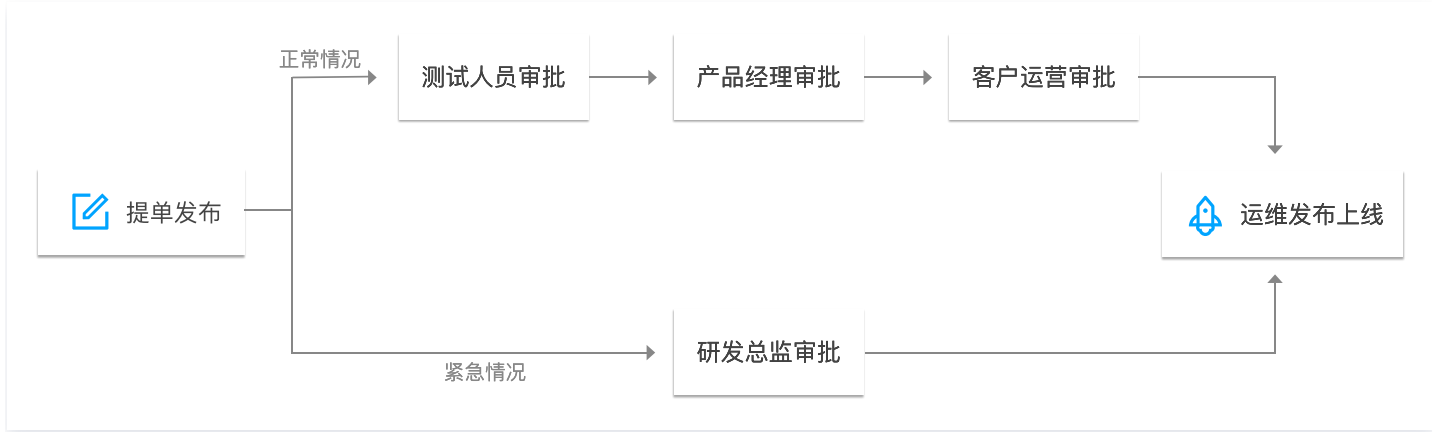 正常情况
测试人员审批
产品经理审批
客户运营审批
提单发布
运维发布上线
研发总监审批
紧急情况